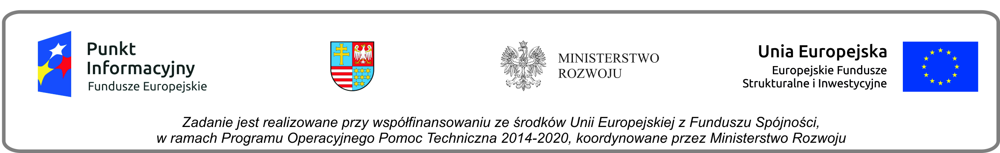 Punkt
Informacyjny
Fundusze Europejskie
MINISTERSTWO
ROZWOJU
Unia Europejska
Europejskie Fundusze
Strukturalne i Inwestycyjne
Zadanie jest realizowane przy współfinansowaniu ze środków Unii Europejskiej z Funduszu Spójności,
w ramach Programu Operacyjnego Pomoc Techniczna 2014-2020, koordynowane przez Ministerstwo Rozwoju